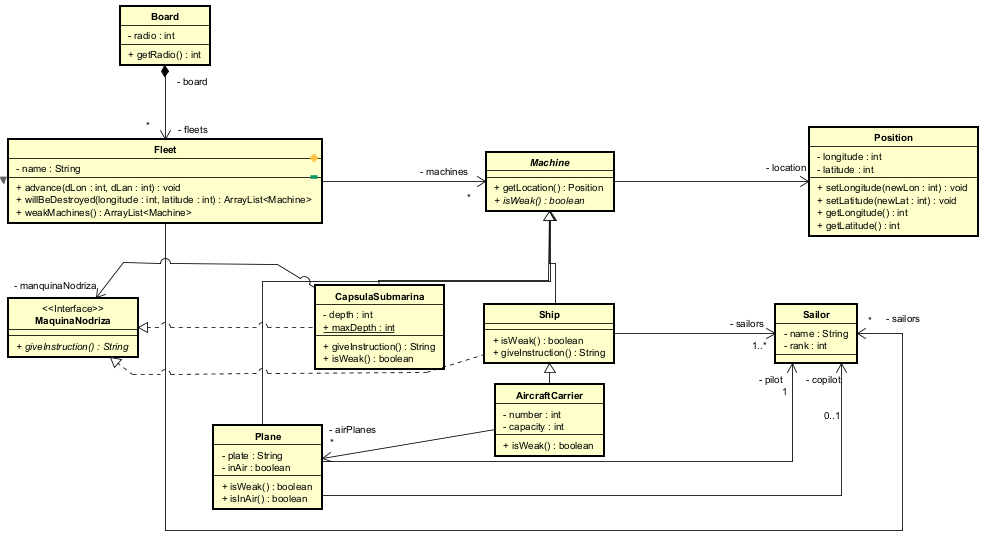 Board
- radio : int
+ getRadio() : int
- board
*
- fleets
Fleet
- name : String
+ advance(dLon : int, dLan : int) : void
+ willBeDestroyed(longitude : int, latitude : int) : ArrayList<Machine>
+ weakMachines() : ArrayList<Machine>
- machines
*
Machine
+ getLocation() : Position
+ isWeak() : boolean
- location
Position
- longitude : int
- latitude : int
+ setLongitude(newLon : int) : void
+ setLatitude(newLat : int) : void
+ getLongitude() : int
+ getLatitude() : int
- manquinaNodriza
<<Interface>>
MaquinaNodriza
+ giveInstruction() : String
CapsulaSubmarina
- depth : int
+ maxDepth : int
+ giveInstruction() : String
+ isWeak() : boolean
Ship
+ isWeak() : boolean
+ giveInstruction() : String
- sailors
1..*
Sailor
- name : String
- rank : int
*
- sailors
- pilot
1
- copilot
0..1
AircraftCarrier
- number : int
- capacity : int
+ isWeak() : boolean
- airPlanes
*
Plane
- plate : String
- inAir : boolean
+ isWeak() : boolean
+ isInAir() : boolean